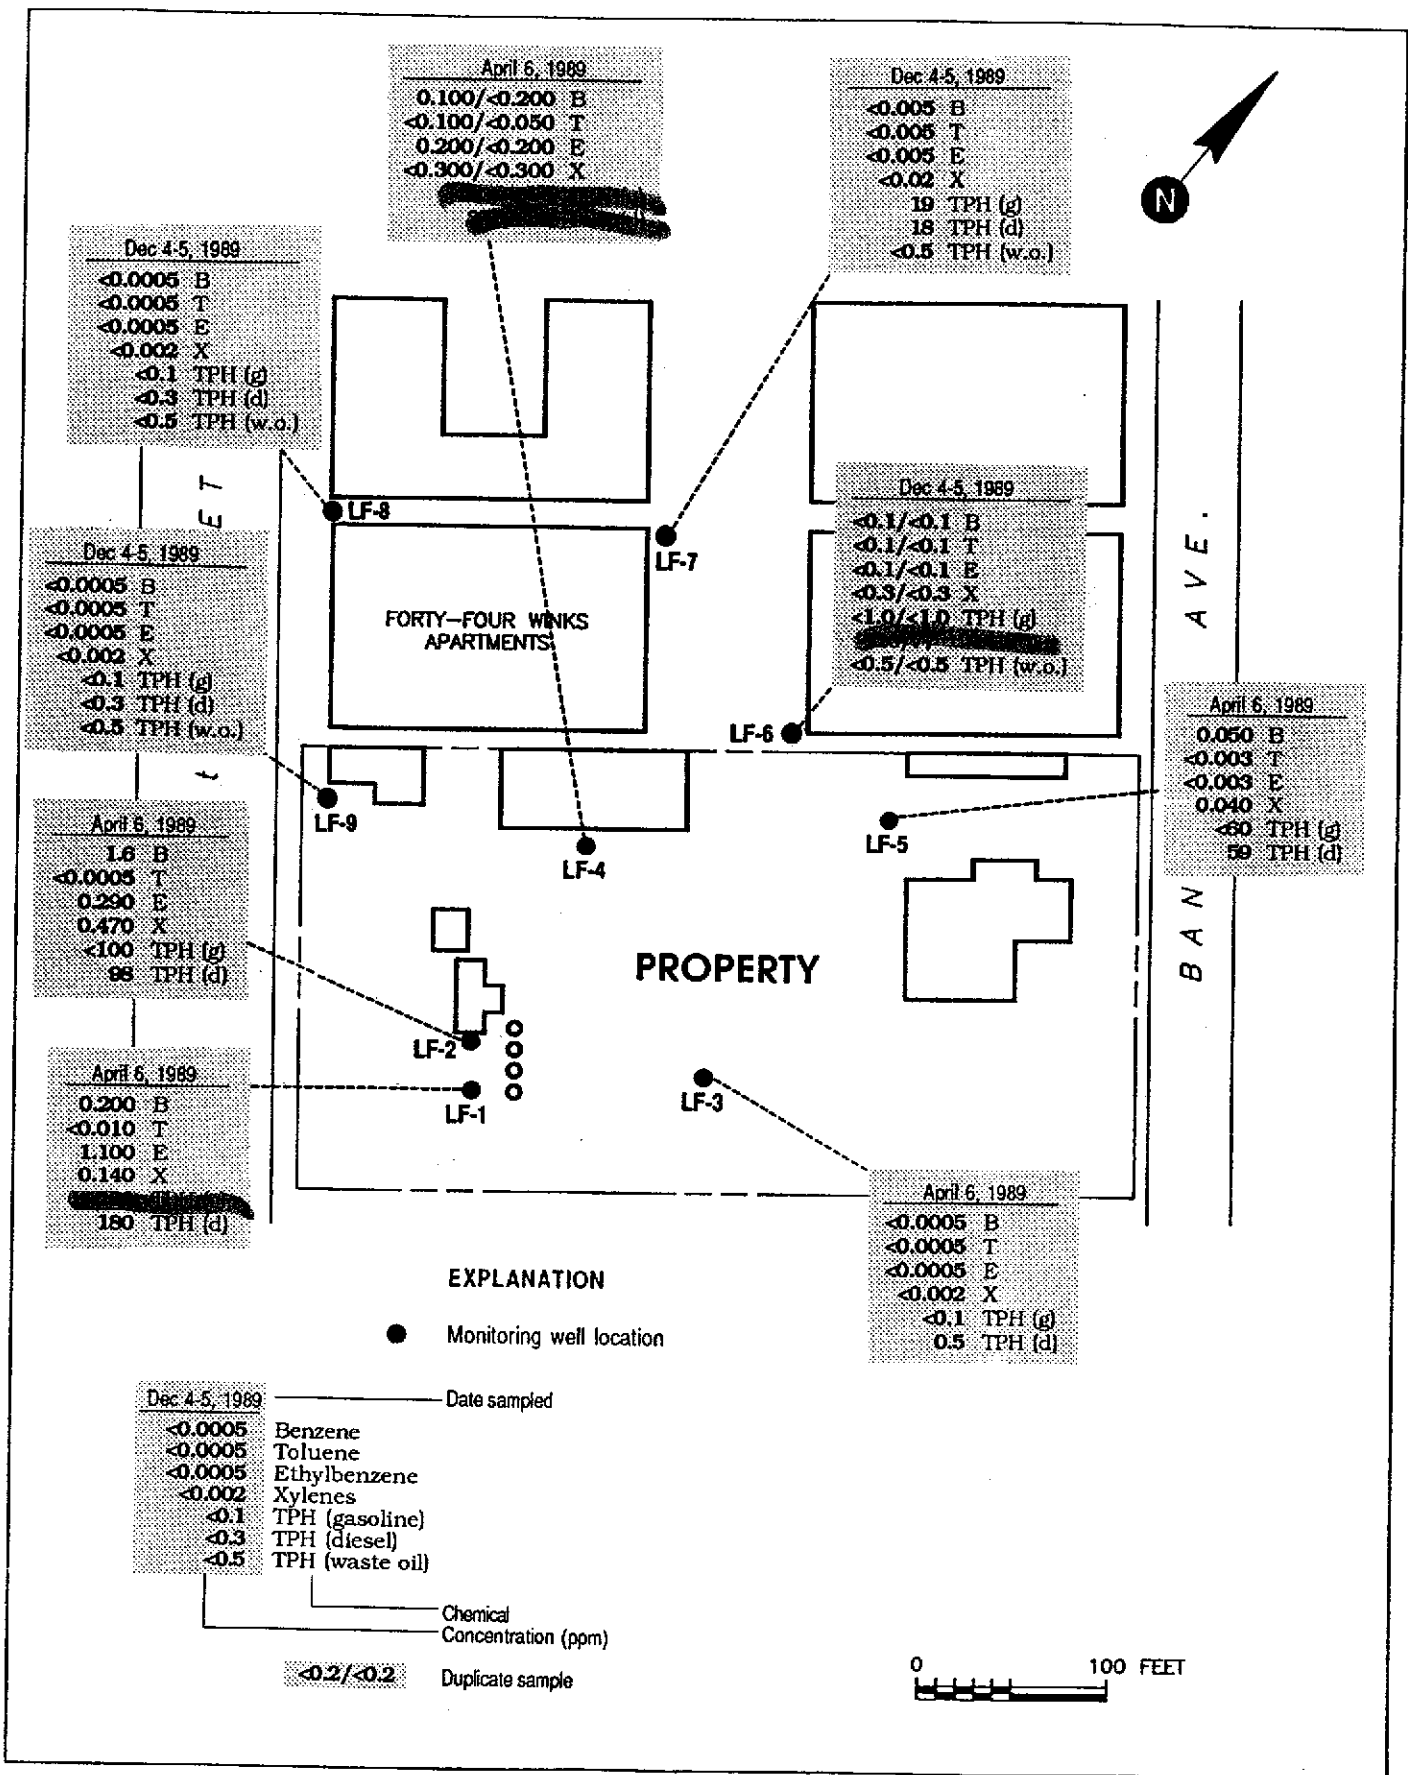 April 6, 1989
0.100/<0.200 B
<0.100/<0.050 T
0.200/<0.200 E
<0.300/<0.300 X
Dec 4-5, 1989
<0.005 B
<0.005 T
<0.005 E
<0.02 X
19 TPH (g)
18 TPH (d)
<0.5 TPH (w.o.)
N
Dec 4-5, 1989
<0.0005 B
<0.0005 T
<0.0005 E
<0.002 X
<0.1 TPH (g)
<0.3 TPH (d)
<0.5 TPH (w.o.)
ET
LF-8
LF-7
Dec 4-5, 1989
<0.1/<0.1 B
<0.1/<0.1 T
<0.1/<0.1 E
<0.3/<0.3 X
<1.0/<1.0 TPH (g)
<0.5/<0.5 TPH (w.o.)
BAN AVE.
Dec 4-5, 1989
<0.0005 B
<0.0005 T
<0.0005 E
<0.002 X
<0.1 TPH (g)
<0.3 TPH (d)
<0.5 TPH (w.o.)
t
FORTY-FOUR WINKS
APARTMENTS
LF-6
April 6, 1989
0.050 B
<0.003 T
<0.003 E
0.040 X
<60 TPH (g)
59 TPH (d)
LF-9
LF-4
LF-5
April 6, 1989
1.6 B
<0.0005 T
0.290 E
0.470 X
<100 TPH (g)
98 TPH (d)
PROPERTY
LF-2
LF-1
LF-3
April 6, 1989
0.200 B
<0.010 T
1.100 E
0.140 X
180 TPH (d)
April 6, 1989
<0.0005 B
<0.0005 T
<0.0005 E
<0.002 X
<0.1 TPH (g)
0.5 TPH (d)
EXPLANATION
Monitoring well location
Dec 4-5, 1989 Date sampled
<0.0005 Benzene
<0.0005 Toluene
<0.0005 Ethylbenzene
<0.002 Xylenes
<0.1 TPH (gasoline)
<0.3 TPH (diesel)
<0.5 TPH (waste oil)
Chemical
Concentration (ppm)
<0.2/<0.2 Duplicate sample
0 100 FEET